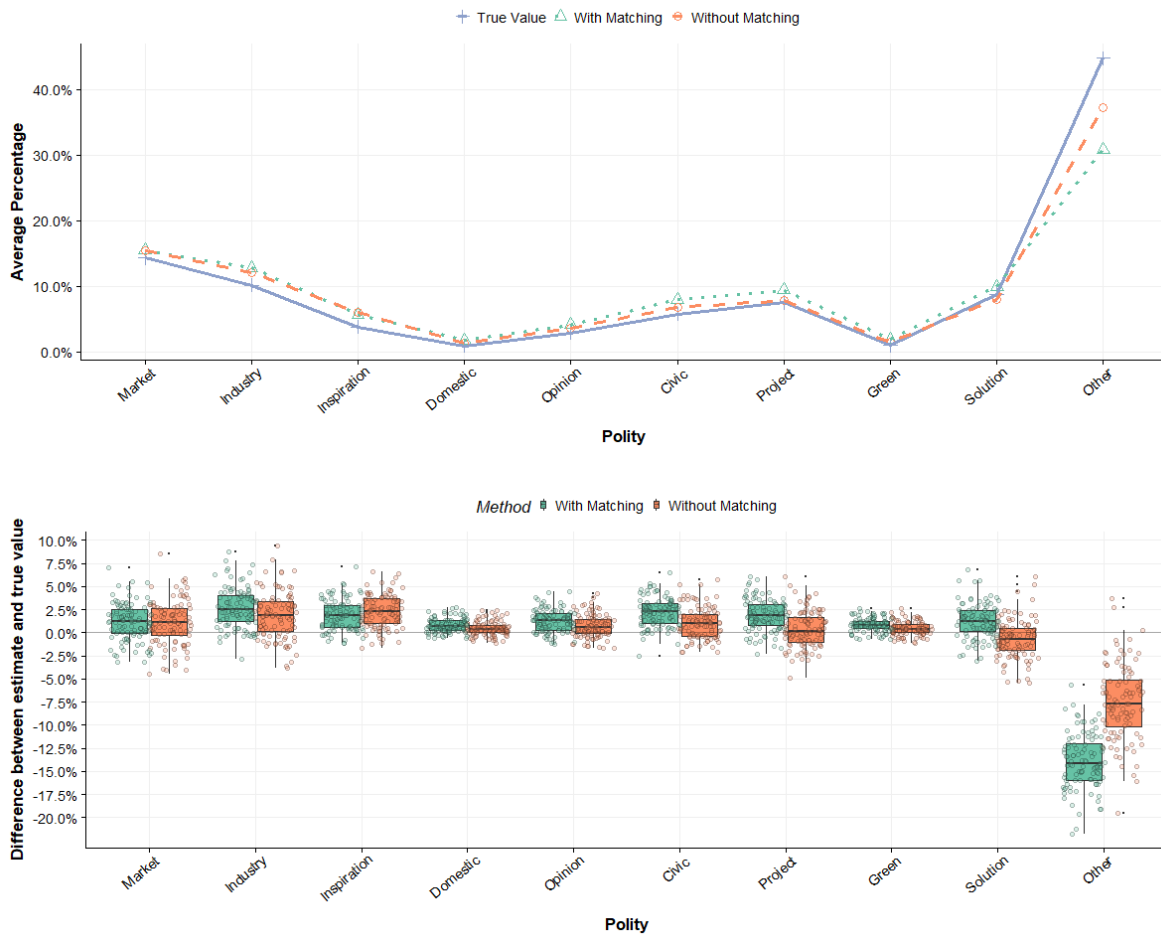 True Value With Matching Without Matching
Average Percentage
40.0%
30.0%
20.0%
10.0%
0.0%
Market Industry Inspiration Domestic Opinion Civic Project Green Solution Other
Polity
Method With Matching Without Matching
Difference between estimate and true value
10.0%
7.5%
5.0%
2.5%
0.0%
-2.5%
-5.0%
-7.5%
-10.0%
-12.5%
-15.0%
-17.5%
-20.0%
Market Industry Inspiration Domestic Opinion Civic Project Green Solution Other
Polity